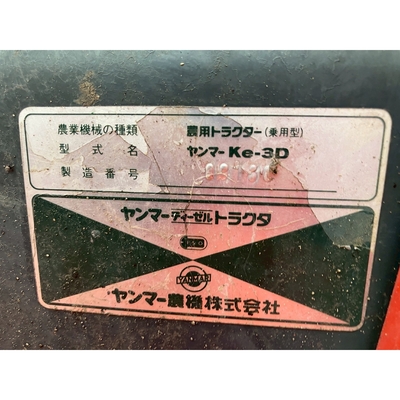 農業機械の種類 農用トラクター(乗用型)
型式名 ヤンマー Ke-3D
製造番号
ヤンマーディーゼルトラクタ
YANMAR
ヤンマー農機株式会社